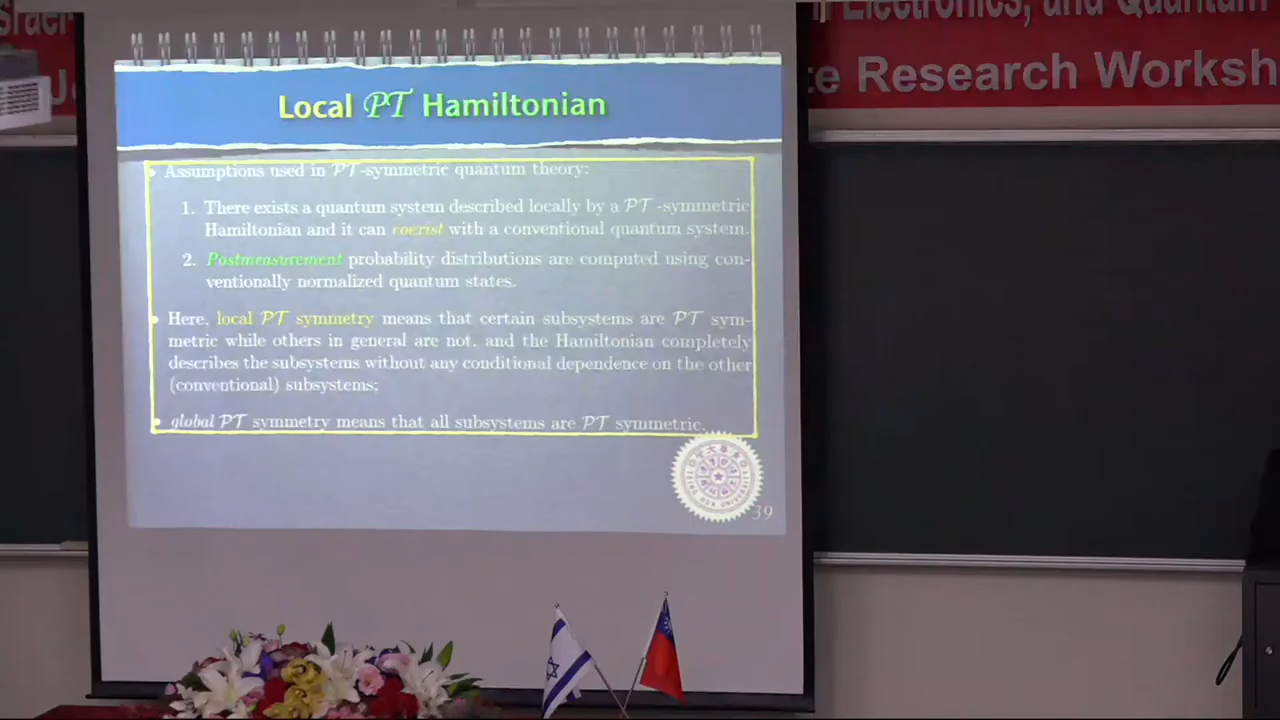 Electronics, and Quantum
te Research Worksh
Local PT Hamiltonian
Assumptions used in PT-symmetric quantum theory:
1. There exists a quantum system described locally by a PT-symmetric
Hamiltonian and it can coexist with a conventional quantum system.
2. Postmeasurement probability distributions are computed using con-
ventionally normalized quantum states.
Here, local PT symmetry means that certain subsystems are PT sym-
metric while others in general are not, and the Hamiltonian completely
describes the subsystems without any conditional dependence on the other
(conventional) subsystems;
global PT symmetry means that all subsystems are PT symmetric.
39